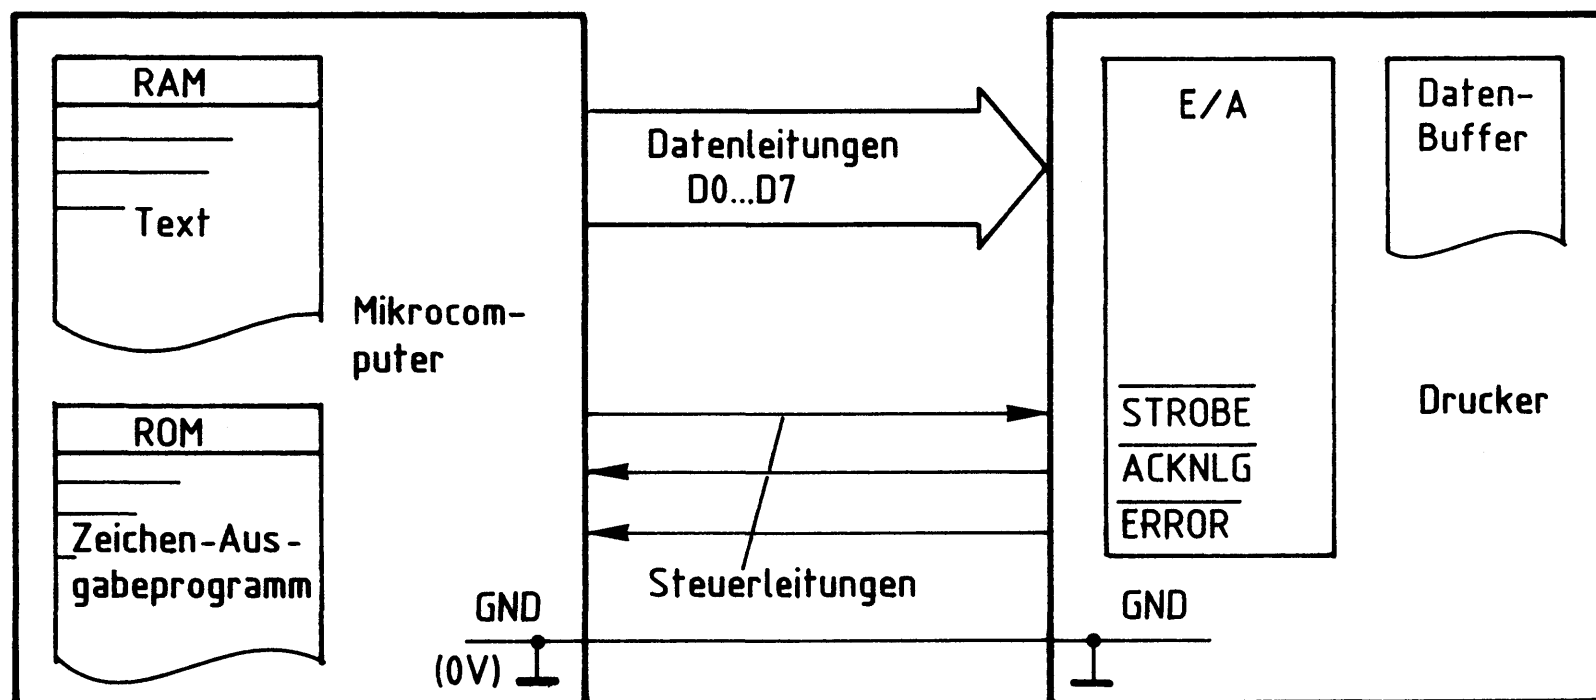 RAM
Text
Mikrocom-
puter
ROM
Zeichen-Aus-
gabeprogramm
GND
(0V)
Datenleitungen
D0...D7
Steuerleitungen
E/A
STROBE
ACKNLG
ERROR
GND
Daten-
Buffer
Drucker